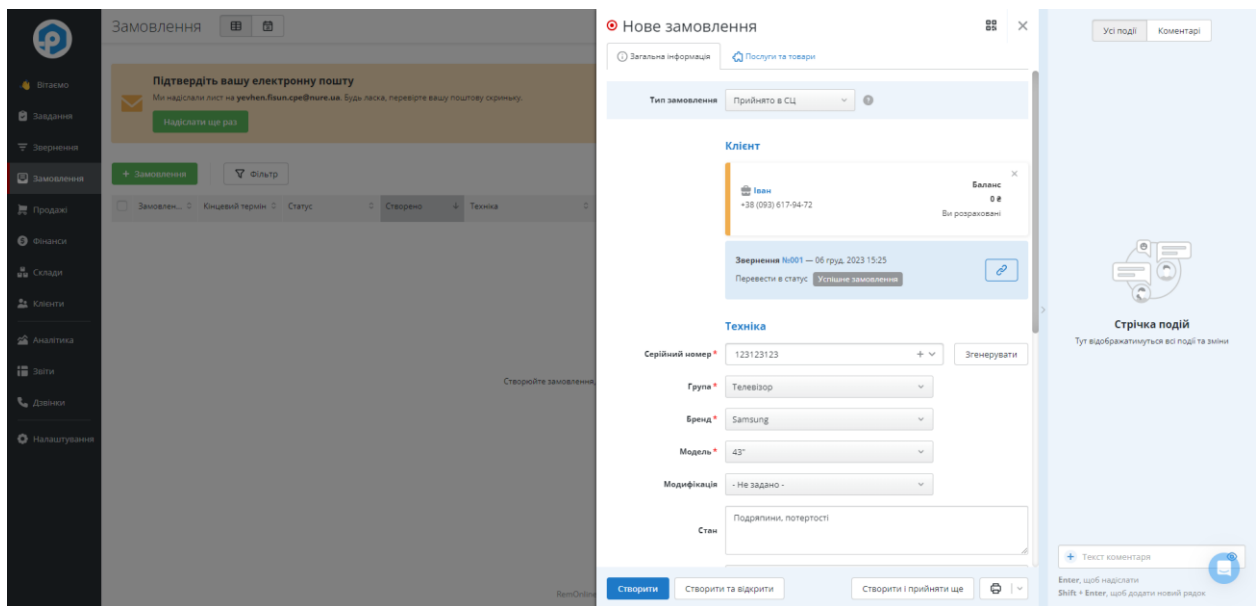 Замовлення
Підтвердіть вашу електронну пошту
Ми надіслали лист на yevhen.fisun.cpe@nure.ua. Будь ласка, перевірте вашу поштову скриньку.
Надіслати ще раз
Вітаємо
Завдання
Звернення
Замовлення
Продажі
Фінанси
Склади
Клієнти
Аналітика
Звіти
Дзвінки
Налаштування
+ Замовлення
Фільтр
Замовлен...
Кінцевий термін
Статус
Створено
Техніка
Створюйте замовлення,
RemOnline
Нове замовлення
Загальна інформація
Послуги та товари
Тип замовлення
Прийнято в СЦ
Клієнт
Іван
+38 (093) 617-94-72
Баланс
0 ₴
Ви розраховані
Звернення №001 — 06 груд. 2023 15:25
Перевести в статус Успішне замовлення
Техніка
Серійний номер *
123123123
Згенерувати
Група *
Телевізор
Бренд *
Samsung
Модель *
43"
Модифікація
- Не задано -
Стан
Подряпини, потертості
Створити
Створити та відкрити
Створити і прийняти ще
Усі події
Коментарі
Стрічка подій
Тут відображатимуться всі події та зміни
+ Текст коментаря
Enter, щоб надіслати
Shift + Enter, щоб додати новий рядок